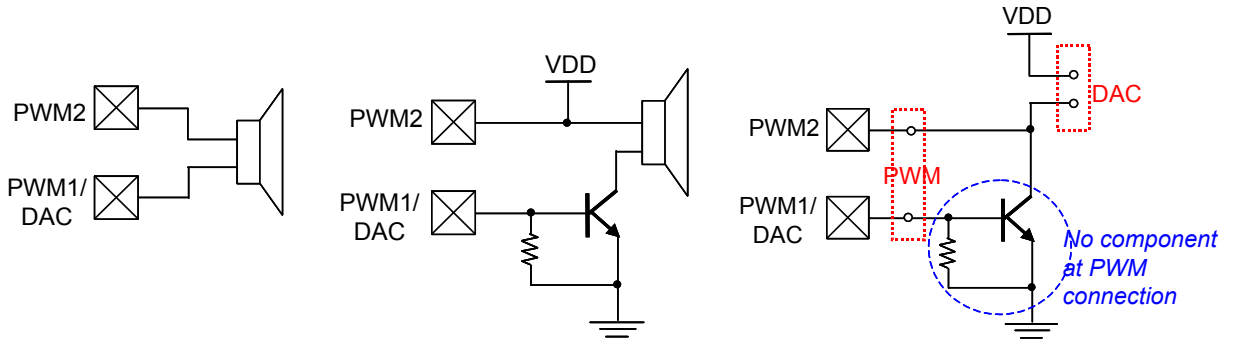 PWM2
PWM1/
DAC
VDD
PWM2
PWM1/
DAC
VDD
DAC
PWM2
PWM
PWM1/
DAC
No component
at PWM
connection